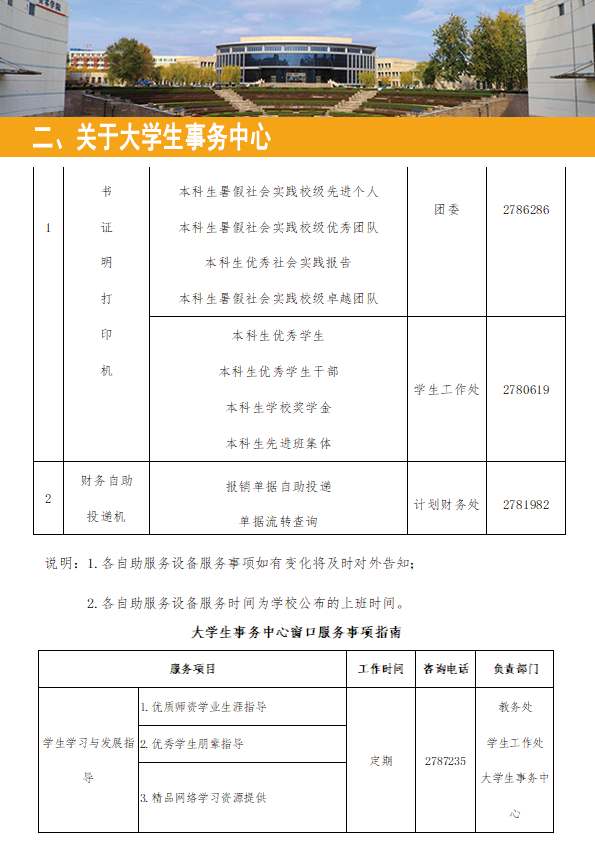 二、关于大学生事务中心
1
书
证
明
打
印
机
本科生暑假社会实践校级先进个人
本科生暑假社会实践校级优秀团队
本科生优秀社会实践报告
本科生暑假社会实践校级卓越团队
团委
2786286
本科生优秀学生
本科生优秀学生干部
本科生学校奖学金
本科生先进班集体
学生工作处
2780619
2
财务自助
投递机
报销单据自助投递
单据流转查询
计划财务处
2781982
说明：1.各自助服务设备服务事项如有变化将及时对外告知；
2.各自助服务设备服务时间为学校公布的上班时间。
大学生事务中心窗口服务事项指南
服务项目 工作时间 咨询电话 负责部门
学生学习与发展指
导
1.优质师资学业生涯指导
2.优秀学生朋辈指导
3.精品网络学习资源提供
定期
2787235
教务处
学生工作处
大学生事务中
心